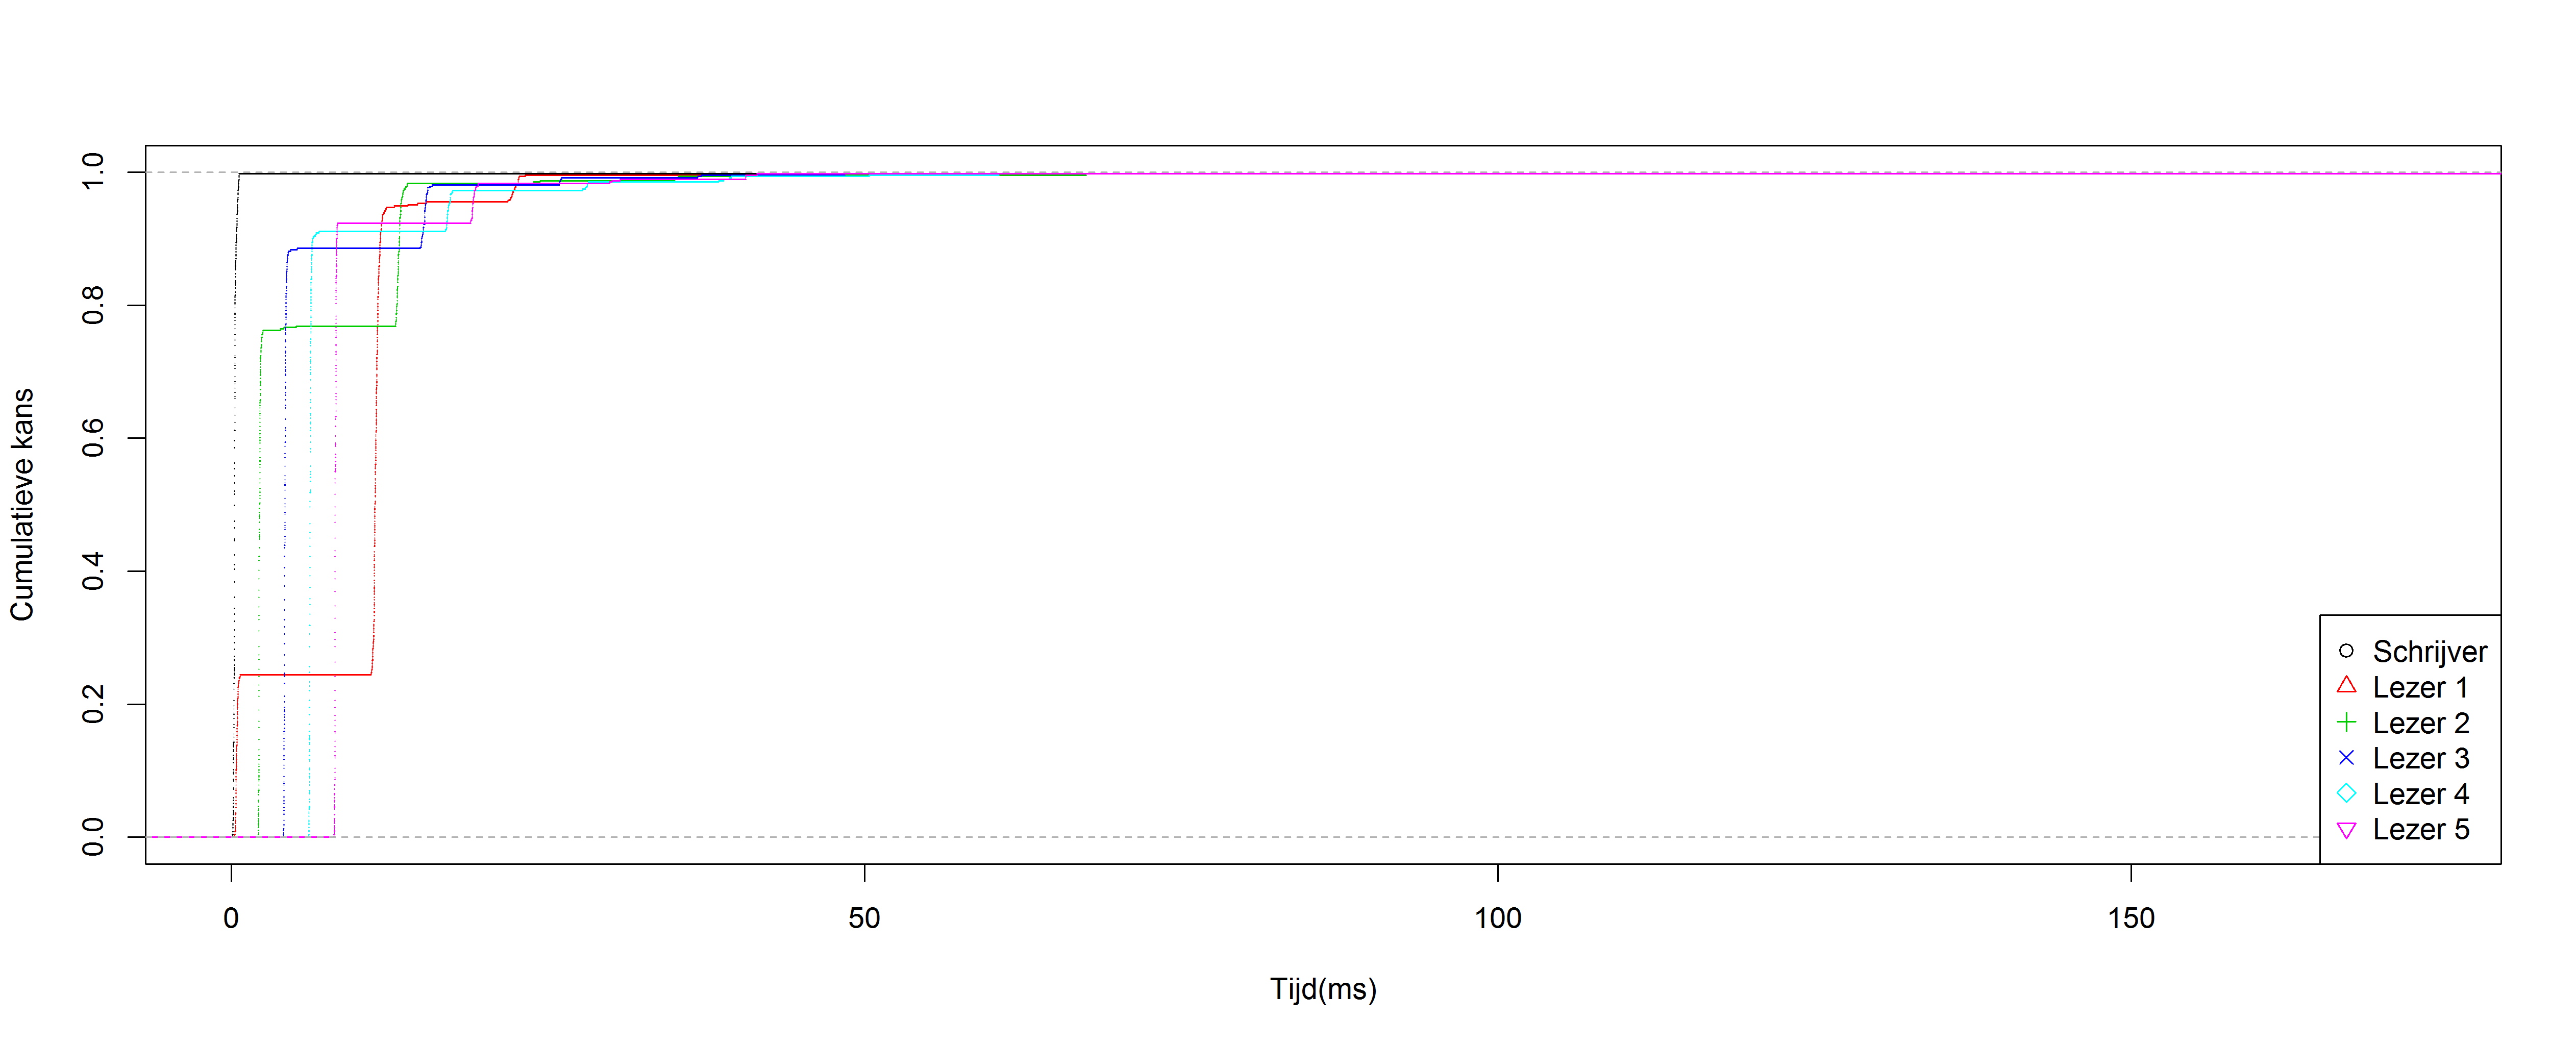 Cumulatieve kans
1.0
0.8
0.6
0.4
0.2
0.0
0
50
100
150
Tijd(ms)
Schrijver
Lezer 1
Lezer 2
Lezer 3
Lezer 4
Lezer 5